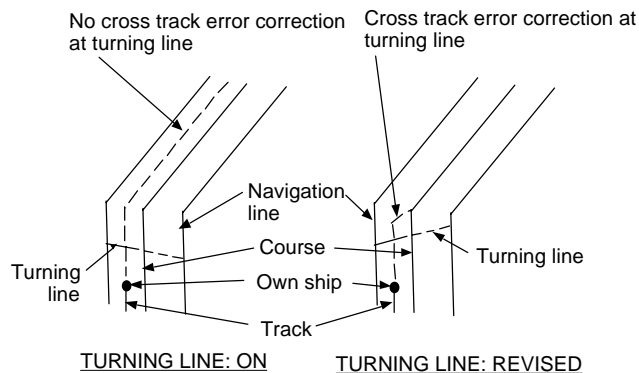 No cross track error correction
at turning line
Cross track error correction at
turning line
Navigation
line
Course
Turning
line
Turning line
Own ship
Track
TURNING LINE: ON
TURNING LINE: REVISED